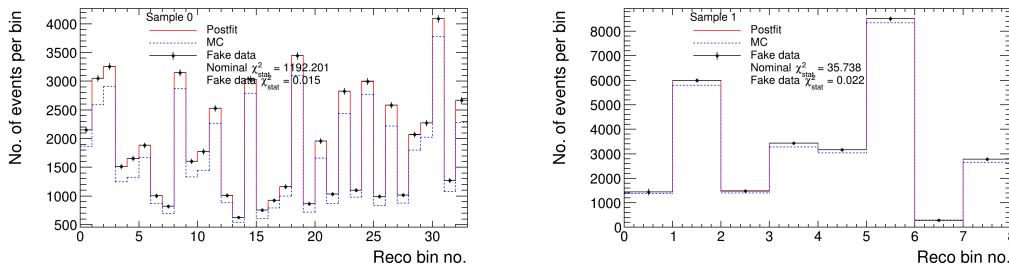 Sample 0
Postfit
MC
Fake data
Nominal χ²stat = 1192.201
Fake data χ²stat = 0.015
No. of events per bin
4000
3500
3000
2500
2000
1500
1000
500
0 5 10 15 20 25 30
Reco bin no.
Sample 1
Postfit
MC
Fake data
Nominal χ²stat = 35.738
Fake data χ²stat = 0.022
No. of events per bin
8000
7000
6000
5000
4000
3000
2000
1000
0
0 1 2 3 4 5 6 7 8
Reco bin no.